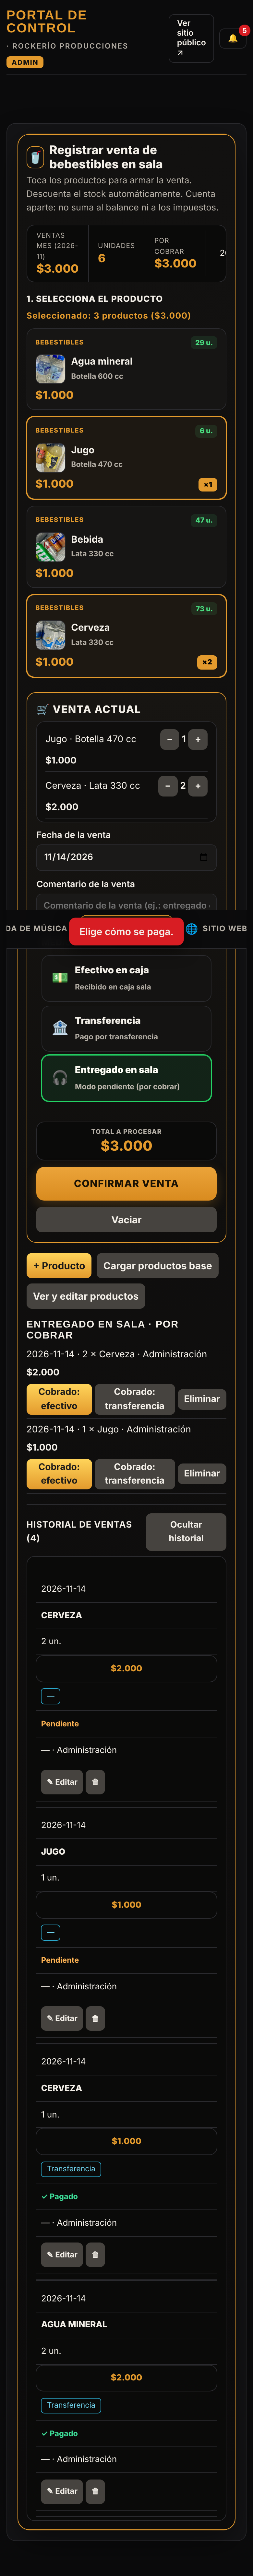 PORTAL DE
CONTROL
· ROCKERÍO PRODUCCIONES
ADMIN
Ver
sitio
público
↗
🔔 5
🥤 Registrar venta de
bebestibles en sala
Toca los productos para armar la venta.
Descuenta el stock automáticamente. Cuenta
aparte: no suma al balance ni a los impuestos.
VENTAS
MES (2026-
11)
$3.000
UNIDADES
6
POR
COBRAR
$3.000
1. SELECCIONA EL PRODUCTO
Seleccionado: 3 productos ($3.000)
BEBESTIBLES
29 u.
Agua mineral
Botella 600 cc
$1.000
BEBESTIBLES
6 u.
Jugo
Botella 470 cc
$1.000
×1
BEBESTIBLES
47 u.
Bebida
Lata 330 cc
$1.000
BEBESTIBLES
73 u.
Cerveza
Lata 330 cc
$1.000
×2
🛒 VENTA ACTUAL
Jugo · Botella 470 cc
− 1 +
$1.000
Cerveza · Lata 330 cc
− 2 +
$2.000
Fecha de la venta
11/14/2026
Comentario de la venta
Comentario de la venta (ej.: entregado
DA DE MÚSICA
Elige cómo se paga.
🌐 SITIO WEB
💵 Efectivo en caja
Recibido en caja sala
🏦 Transferencia
Pago por transferencia
🎧 Entregado en sala
Modo pendiente (por cobrar)
TOTAL A PROCESAR
$3.000
CONFIRMAR VENTA
Vaciar
+ Producto
Cargar productos base
Ver y editar productos
ENTREGADO EN SALA · POR
COBRAR
2026-11-14 · 2 × Cerveza · Administración
$2.000
Cobrado:
efectivo
Cobrado:
transferencia
Eliminar
2026-11-14 · 1 × Jugo · Administración
$1.000
Cobrado:
efectivo
Cobrado:
transferencia
Eliminar
HISTORIAL DE VENTAS
(4)
Ocultar
historial
2026-11-14
CERVEZA
2 un.
$2.000
—
Pendiente
— · Administración
✎ Editar 🗑
2026-11-14
JUGO
1 un.
$1.000
—
Pendiente
— · Administración
✎ Editar 🗑
2026-11-14
CERVEZA
1 un.
$1.000
Transferencia
✓ Pagado
— · Administración
✎ Editar 🗑
2026-11-14
AGUA MINERAL
2 un.
$2.000
Transferencia
✓ Pagado
— · Administración
✎ Editar 🗑